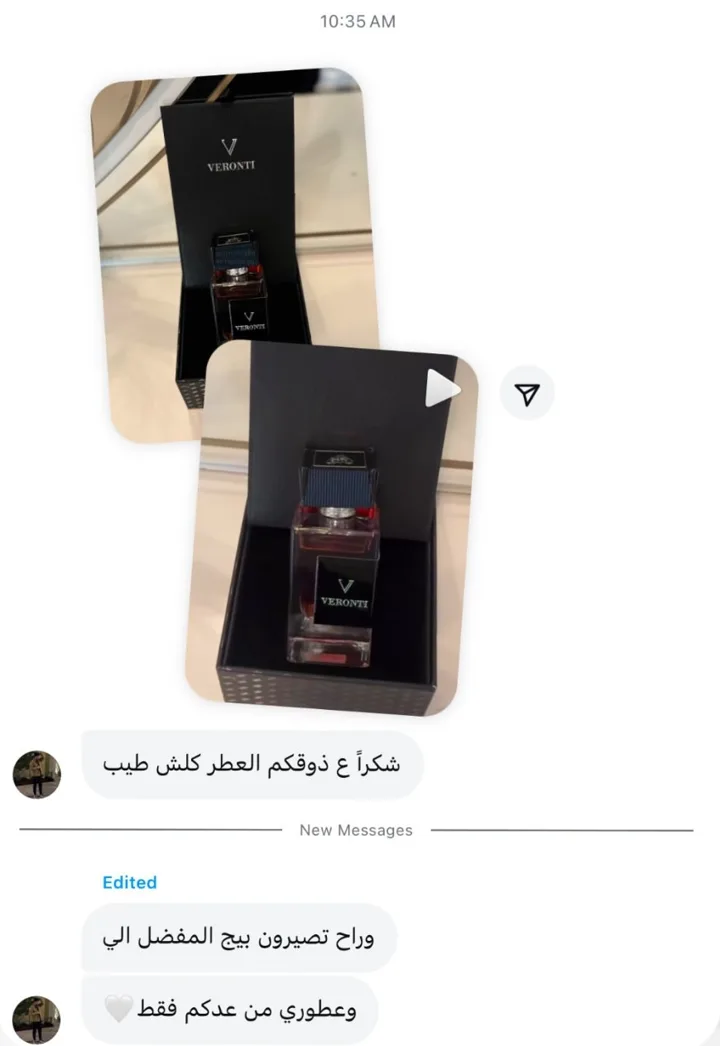 10:35 AM
VERONTI
VERONTI
VERONTI
شكراً ع ذوقكم العطر كلش طيب
New Messages
Edited
وراح تصيرون بيج المفضل الي
وعطوري من عدكم فقط🤍